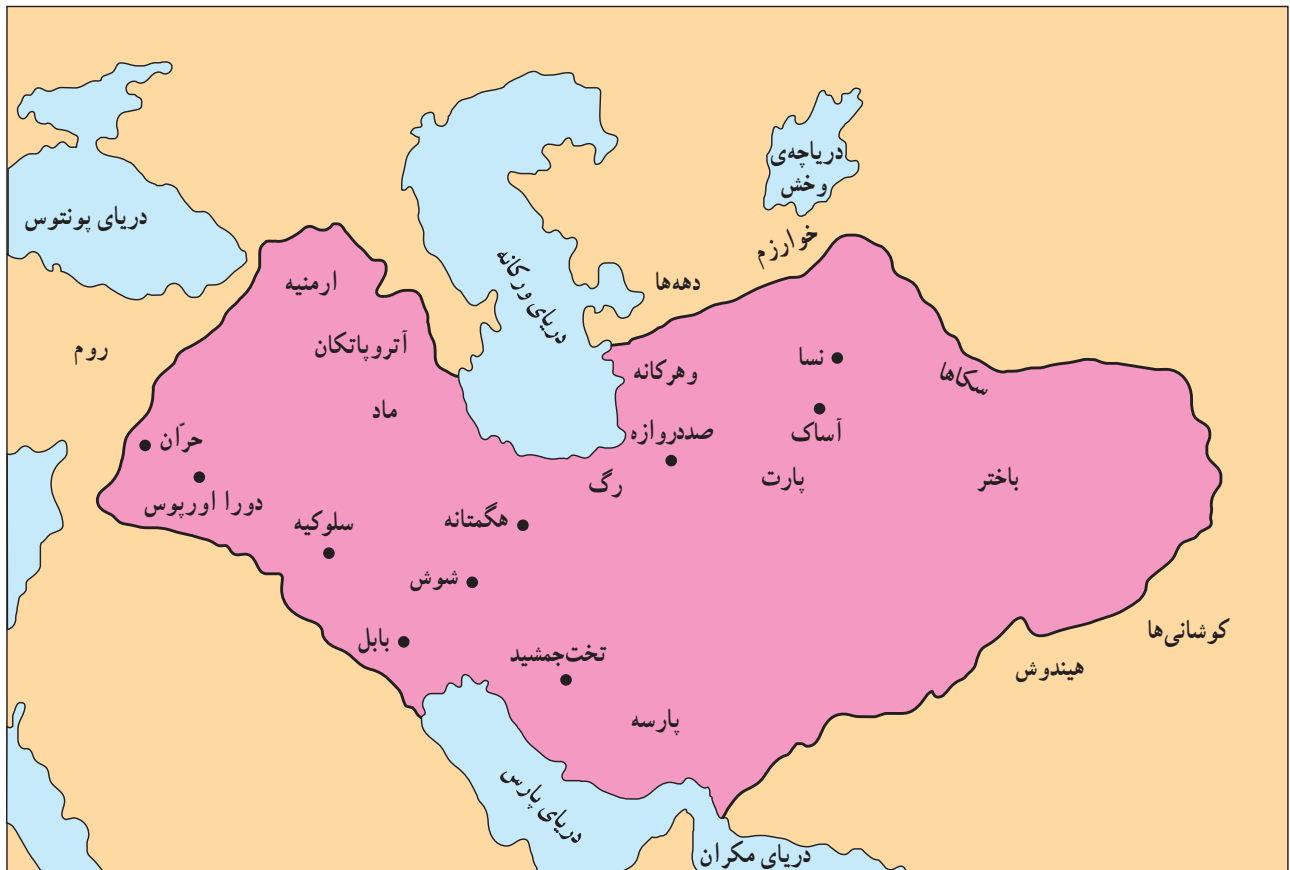 دریاچه‌ی
وخش
دریای پونتوس
خوارزم
دریای ورکانه
دهه‌ها
ارمنیه
آتروپاتکان
روم
نسا
وهرکانه
سکاها
ماد
حرّان
صددروازه
آساک
رگ
پارت
باختر
دورا اورپوس
سلوکیه
هگمتانه
شوش
بابل
تخت‌جمشید
کوشانی‌ها
هیندوش
پارسه
دریای پارس
دریای مکران